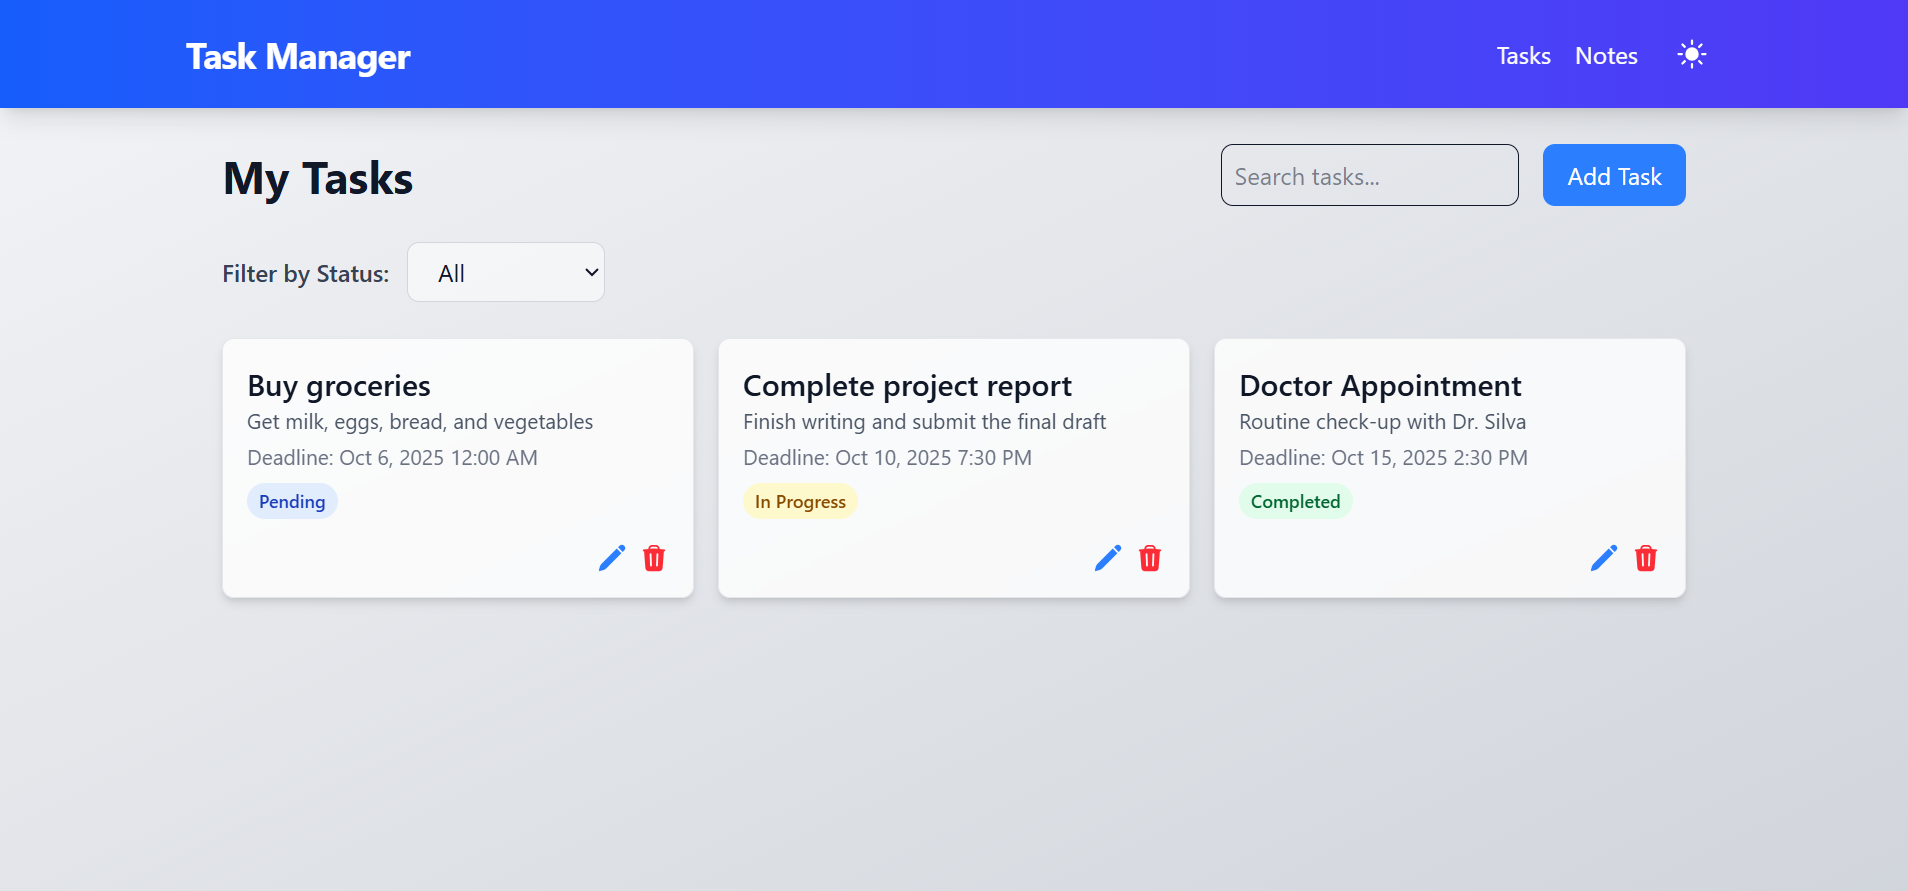 Task Manager
Tasks
Notes
My Tasks
Search tasks...
Add Task
Filter by Status:
All
Buy groceries
Get milk, eggs, bread, and vegetables
Deadline: Oct 6, 2025 12:00 AM
Pending
Complete project report
Finish writing and submit the final draft
Deadline: Oct 10, 2025 7:30 PM
In Progress
Doctor Appointment
Routine check-up with Dr. Silva
Deadline: Oct 15, 2025 2:30 PM
Completed